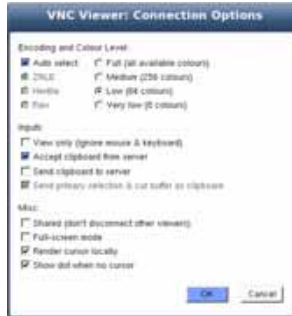 VNC Viewer: Connection Options
Encoding and Colour Level:
Auto select Full (all available colours)
ZRLE Medium (256 colours)
Hextile Low (64 colours)
Raw Very low (8 colours)
Inputs:
View only (ignore mouse & keyboard)
Accept clipboard from server
Send clipboard to server
Send primary selection & cut buffer as clipboard
Misc:
Shared (don't disconnect other viewers)
Full-screen mode
Render cursor locally
Show dot when no cursor
OK Cancel